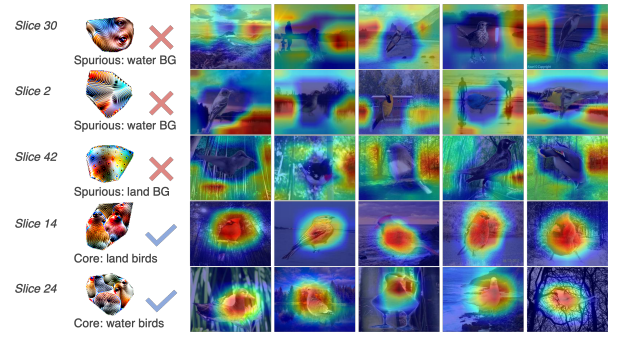 Slice 30
Spurious: water BG
Slice 2
Spurious: water BG
Slice 42
Spurious: land BG
Slice 14
Core: land birds
Slice 24
Core: water birds